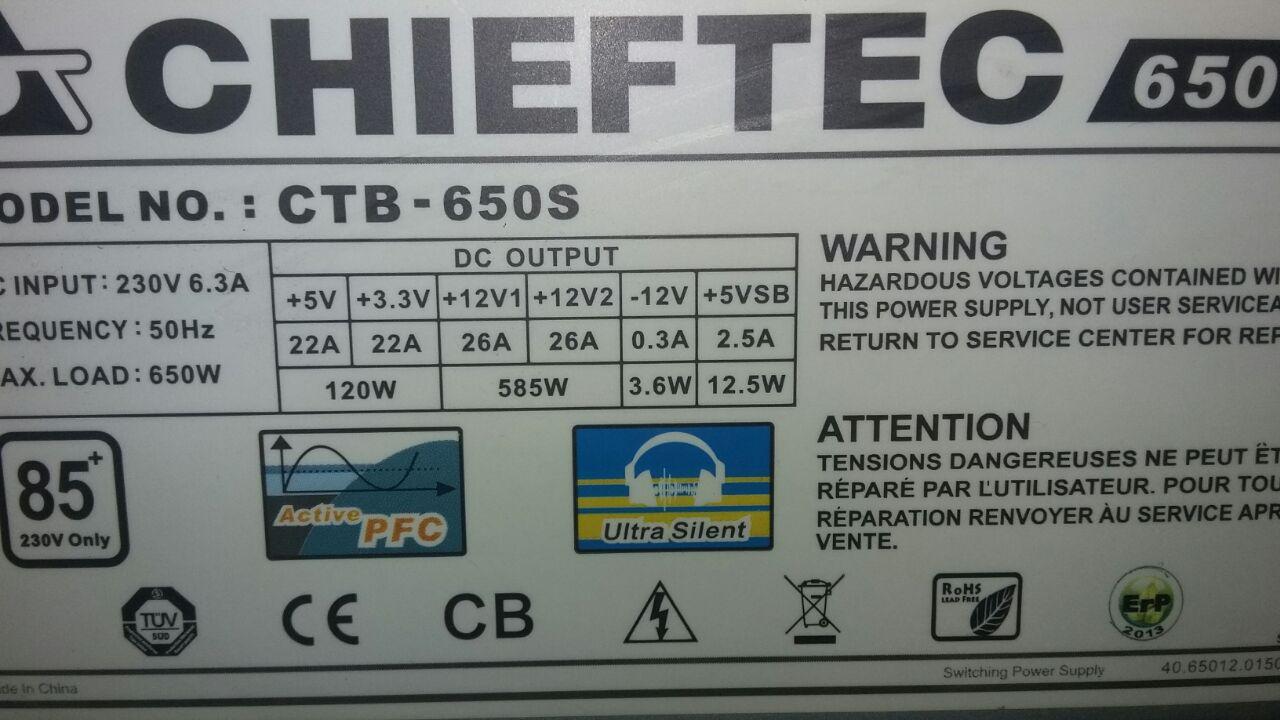 CHIEFTEC 650
ODEL NO. : CTB - 650S
C INPUT: 230V 6.3A
REQUENCY: 50Hz
AX. LOAD: 650W
DC OUTPUT
+5V +3.3V +12V1 +12V2 -12V +5VSB
22A 22A 26A 26A 0.3A 2.5A
120W 585W 3.6W 12.5W
WARNING
HAZARDOUS VOLTAGES CONTAINED WI
THIS POWER SUPPLY, NOT USER SERVICEA
RETURN TO SERVICE CENTER FOR REP
85+
230V Only
Active PFC
Ultra Silent
ATTENTION
TENSIONS DANGEREUSES NE PEUT ËT
RÉPARÉ PAR L'UTILISATEUR. POUR TOU
RÉPARATION RENVOYER ÀU SERVICE APR
VENTE.
TÜV
SÜD
CE
CB
RoHS
LEAD FREE
ErP
2013
Switching Power Supply 40.65012.0150
de In China